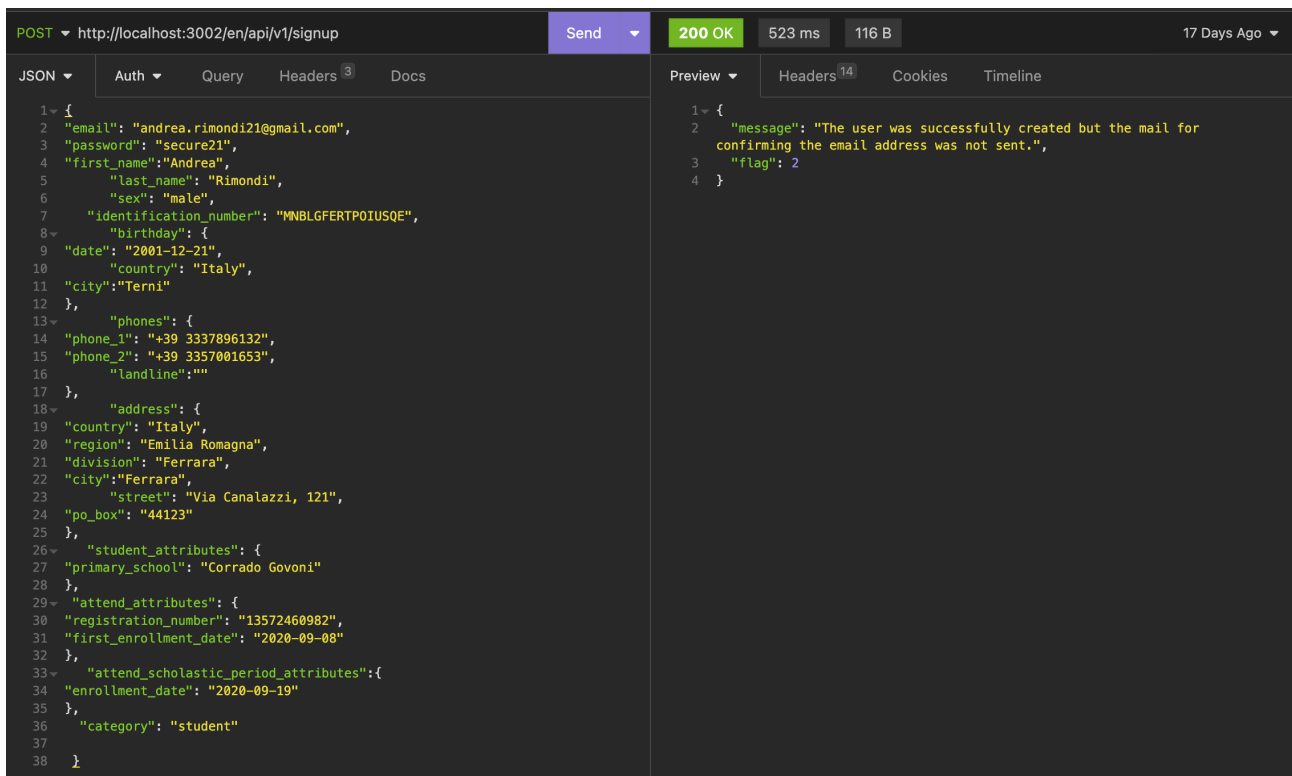 POST http://localhost:3002/en/api/v1/signup Send 200 OK 523 ms 116 B 17 Days Ago
JSON Auth Query Headers 3 Docs Preview Headers 14 Cookies Timeline
1 {
2 "email": "andrea.rimondi21@gmail.com",
3 "password": "secure21",
4 "first_name":"Andrea",
5 "last_name": "Rimondi",
6 "sex": "male",
7 "identification_number": "MNBLGFERTPOIUSQE",
8 "birthday": {
9 "date": "2001-12-21",
10 "country": "Italy",
11 "city":"Terni"
12 },
13 "phones": {
14 "phone_1": "+39 3337896132",
15 "phone_2": "+39 3357001653",
16 "landline":""
17 },
18 "address": {
19 "country": "Italy",
20 "region": "Emilia Romagna",
21 "division": "Ferrara",
22 "city":"Ferrara",
23 "street": "Via Canalazzi, 121",
24 "po_box": "44123"
25 },
26 "student_attributes": {
27 "primary_school": "Corrado Govoni"
28 },
29 "attend_attributes": {
30 "registration_number": "13572460982",
31 "first_enrollment_date": "2020-09-08"
32 },
33 "attend_scholastic_period_attributes":{
34 "enrollment_date": "2020-09-19"
35 },
36 "category": "student"
37
38 }
1 {
2 "message": "The user was successfully created but the mail for
confirming the email address was not sent.",
3 "flag": 2
4 }